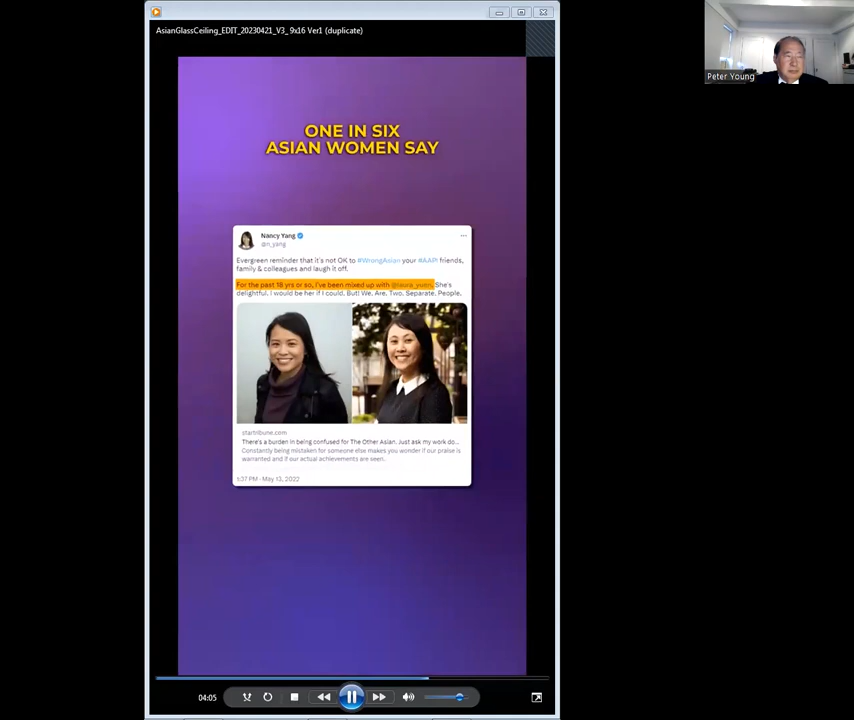 AsianGlassCeiling_EDIT_20230421_V3_ 9x16 Ver1 (duplicate)
Peter Young
ONE IN SIX
ASIAN WOMEN SAY
Nancy Yang
@n_yang
Evergreen reminder that it's not OK to #WrongAsian your #AAPI friends,
family & colleagues and laugh it off.
For the past 18 yrs or so, I've been mixed up with @laura_yuen. She's
delightful. I would be her if I could. But! We. Are. Two. Separate. People.
startribune.com
There's a burden in being confused for The Other Asian. Just ask my work do...
Constantly being mistaken for someone else makes you wonder if our praise is
warranted and if our actual achievements are seen.
1:37 PM · May 13, 2022
04:05